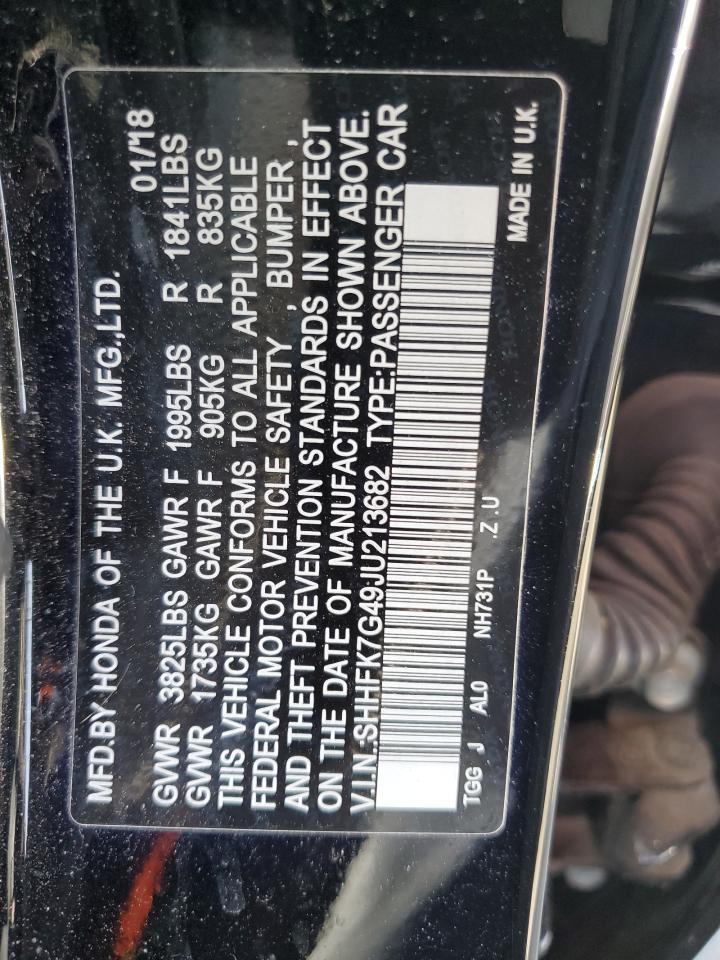 MFD.BY HONDA OF THE U.K. MFG.,LTD. 01/'18
GVWR 3825LBS GAWR F 1995LBS R 1841LBS
GVWR 1735KG GAWR F 905KG R 835KG
THIS VEHICLE CONFORMS TO ALL APPLICABLE
FEDERAL MOTOR VEHICLE SAFETY , BUMPER ,
AND THEFT PREVENTION STANDARDS IN EFFECT
ON THE DATE OF MANUFACTURE SHOWN ABOVE.
V.I.N.:SHHFK7G49JU213682 TYPE:PASSENGER CAR
TGG J AL0 NH731P .Z .U MADE IN U.K.